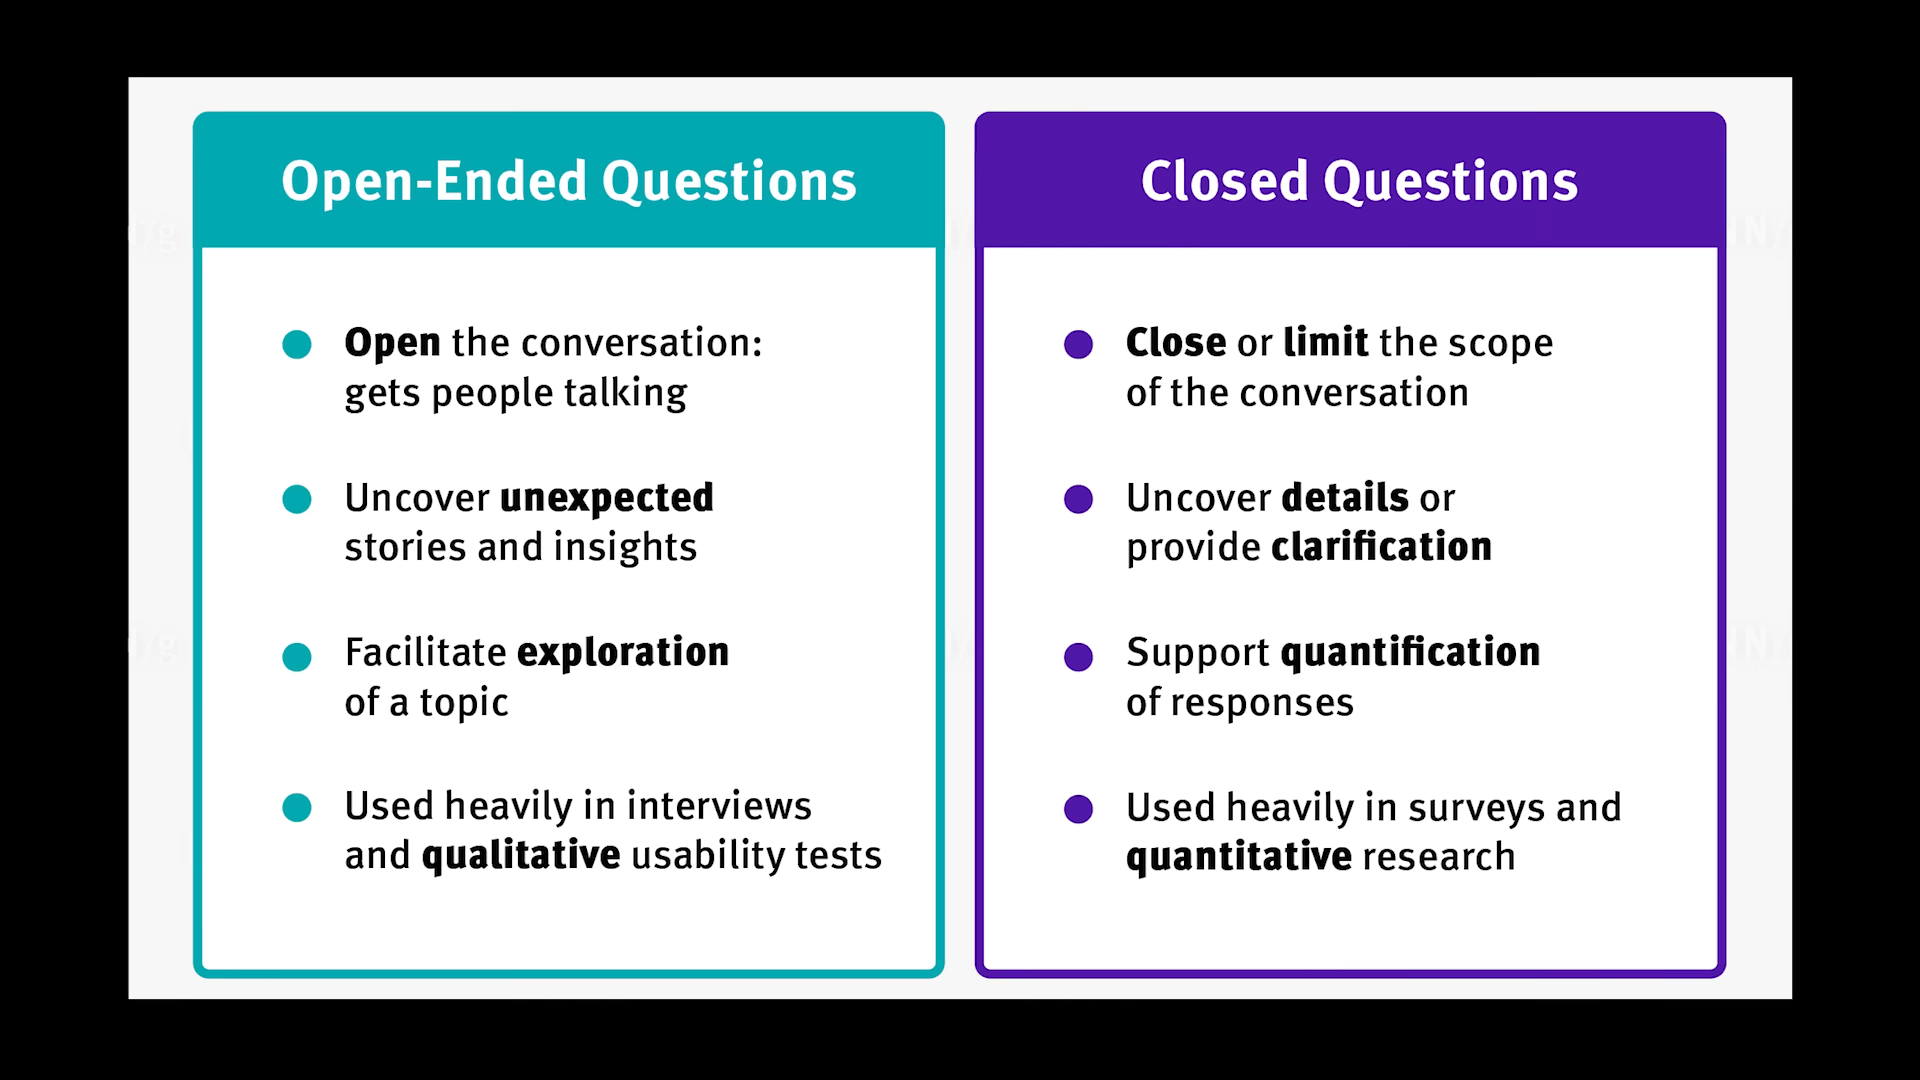 Open-Ended Questions
Open the conversation:
gets people talking
Uncover unexpected
stories and insights
Facilitate exploration
of a topic
Used heavily in interviews
and qualitative usability tests
Closed Questions
Close or limit the scope
of the conversation
Uncover details or
provide clarification
Support quantification
of responses
Used heavily in surveys and
quantitative research